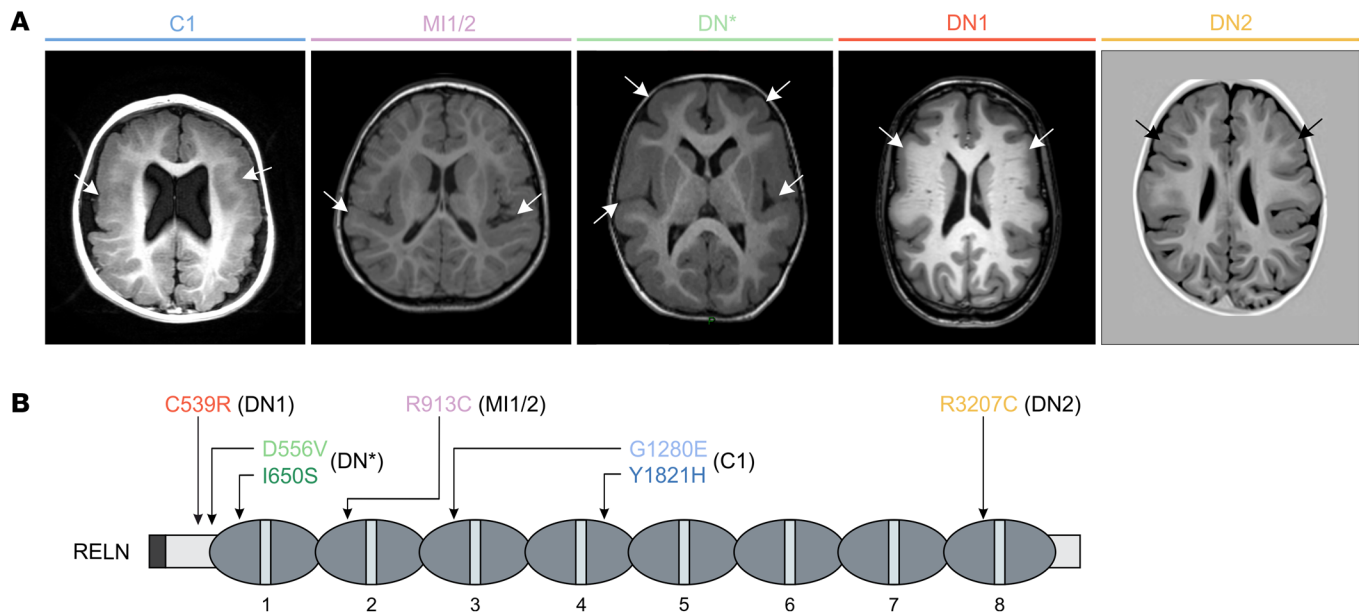 A
C1 MI1/2 DN* DN1 DN2
B
C539R (DN1) R913C (MI1/2) R3207C (DN2)
D556V G1280E
(DN*) (C1)
I650S Y1821H
RELN
1 2 3 4 5 6 7 8